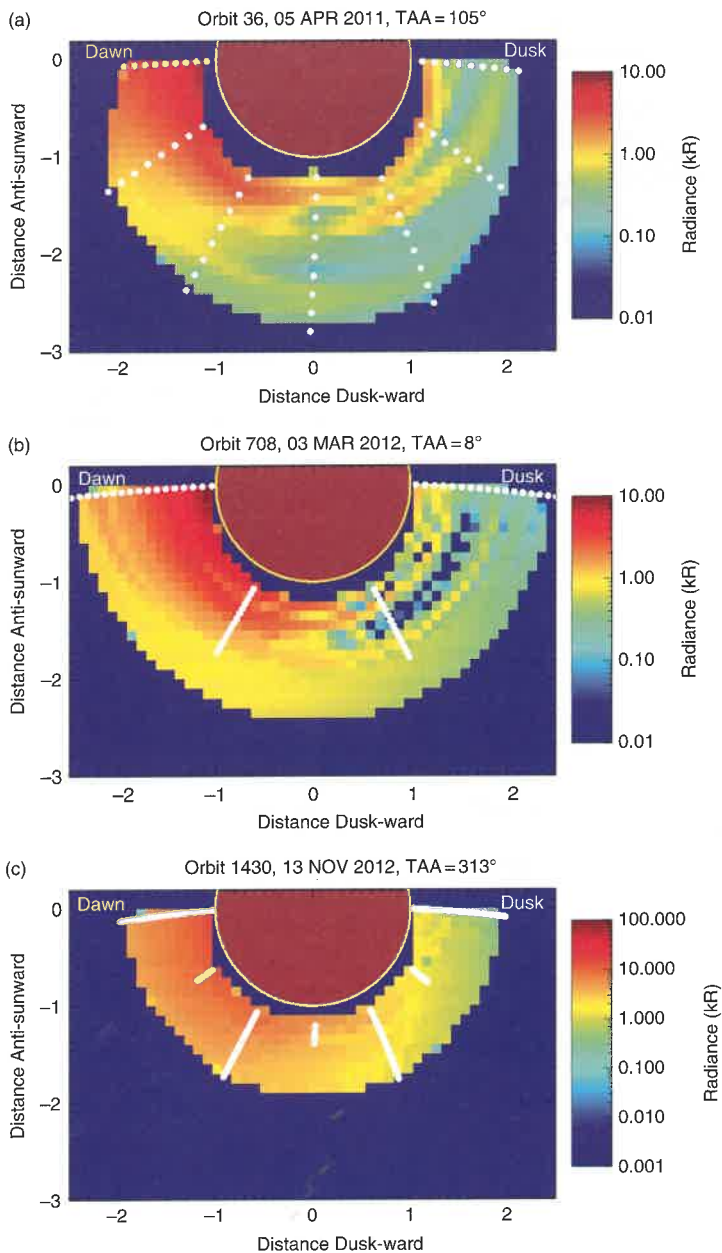 (a)
Orbit 36, 05 APR 2011, TAA = 105°
Dawn
Dusk
0
−1
−2
−3
Distance Anti-sunward
−2
−1
0
1
2
Distance Dusk-ward
10.00
1.00
0.10
0.01
Radiance (kR)
(b)
Orbit 708, 03 MAR 2012, TAA = 8°
Dawn
Dusk
0
−1
−2
−3
Distance Anti-sunward
−2
−1
0
1
2
Distance Dusk-ward
10.00
1.00
0.10
0.01
Radiance (kR)
(c)
Orbit 1430, 13 NOV 2012, TAA = 313°
Dawn
Dusk
0
−1
−2
−3
Distance Anti-sunward
−2
−1
0
1
2
Distance Dusk-ward
100.000
10.000
1.000
0.100
0.010
0.001
Radiance (kR)